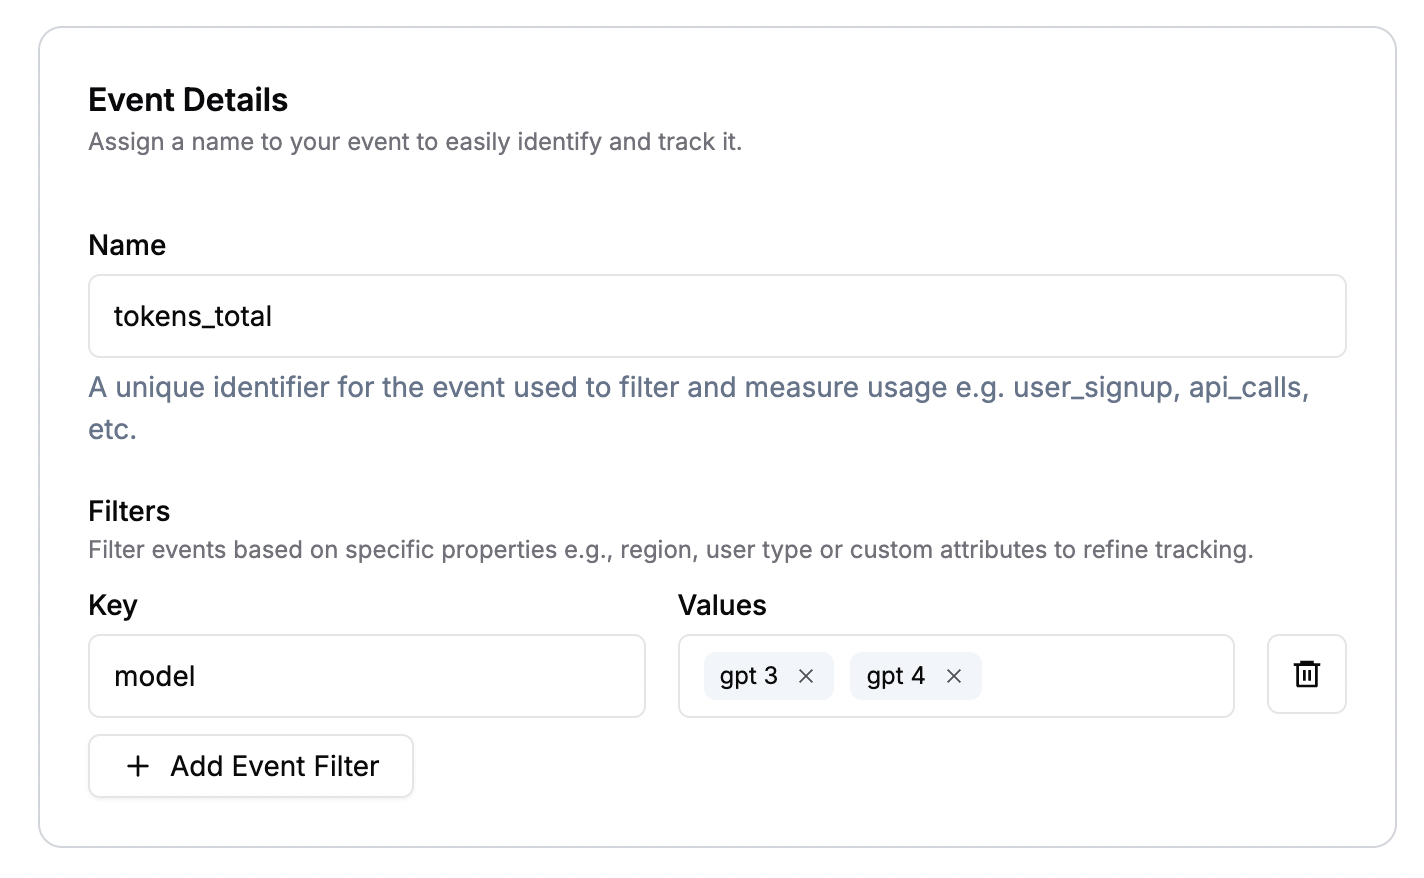 Event Details
Assign a name to your event to easily identify and track it.
Name
tokens_total
A unique identifier for the event used to filter and measure usage e.g. user_signup, api_calls,
etc.
Filters
Filter events based on specific properties e.g., region, user type or custom attributes to refine tracking.
Key Values
model gpt 3 gpt 4
Add Event Filter